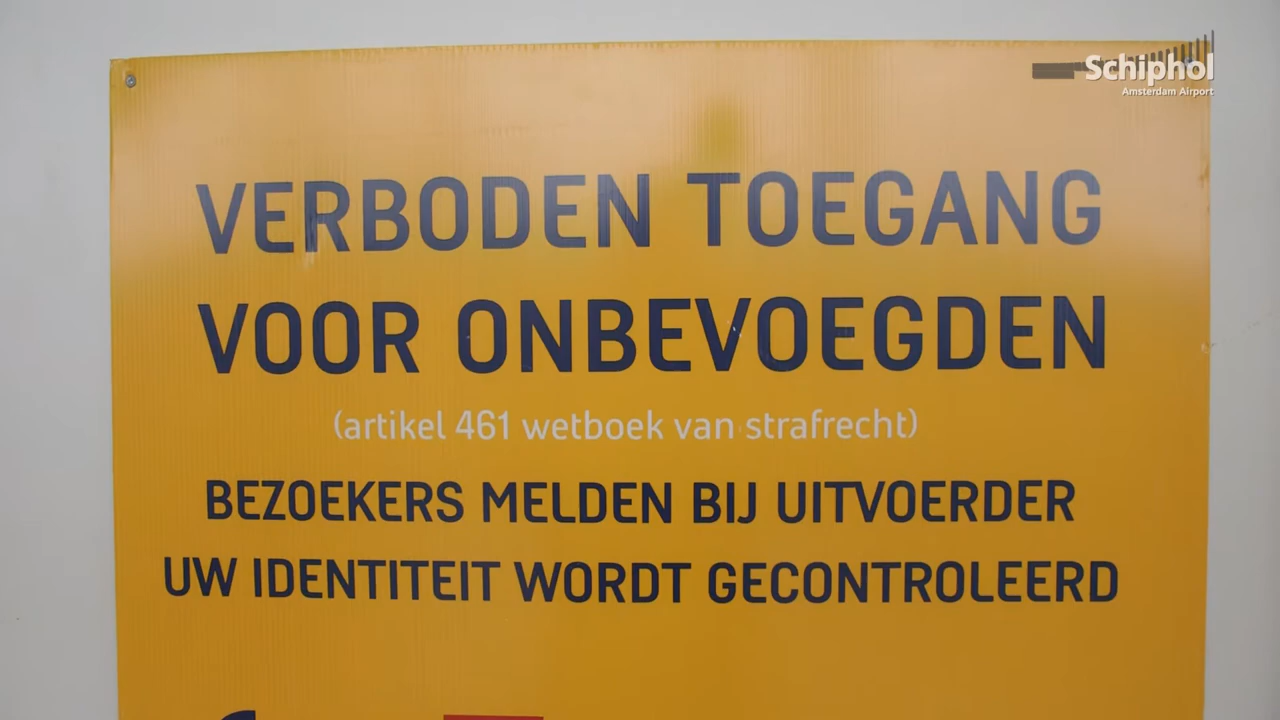 Schiphol
Amsterdam Airport
VERBODEN TOEGANG
VOOR ONBEVOEGDEN
(artikel 461 wetboek van strafrecht)
BEZOEKERS MELDEN BIJ UITVOERDER
UW IDENTITEIT WORDT GECONTROLEERD